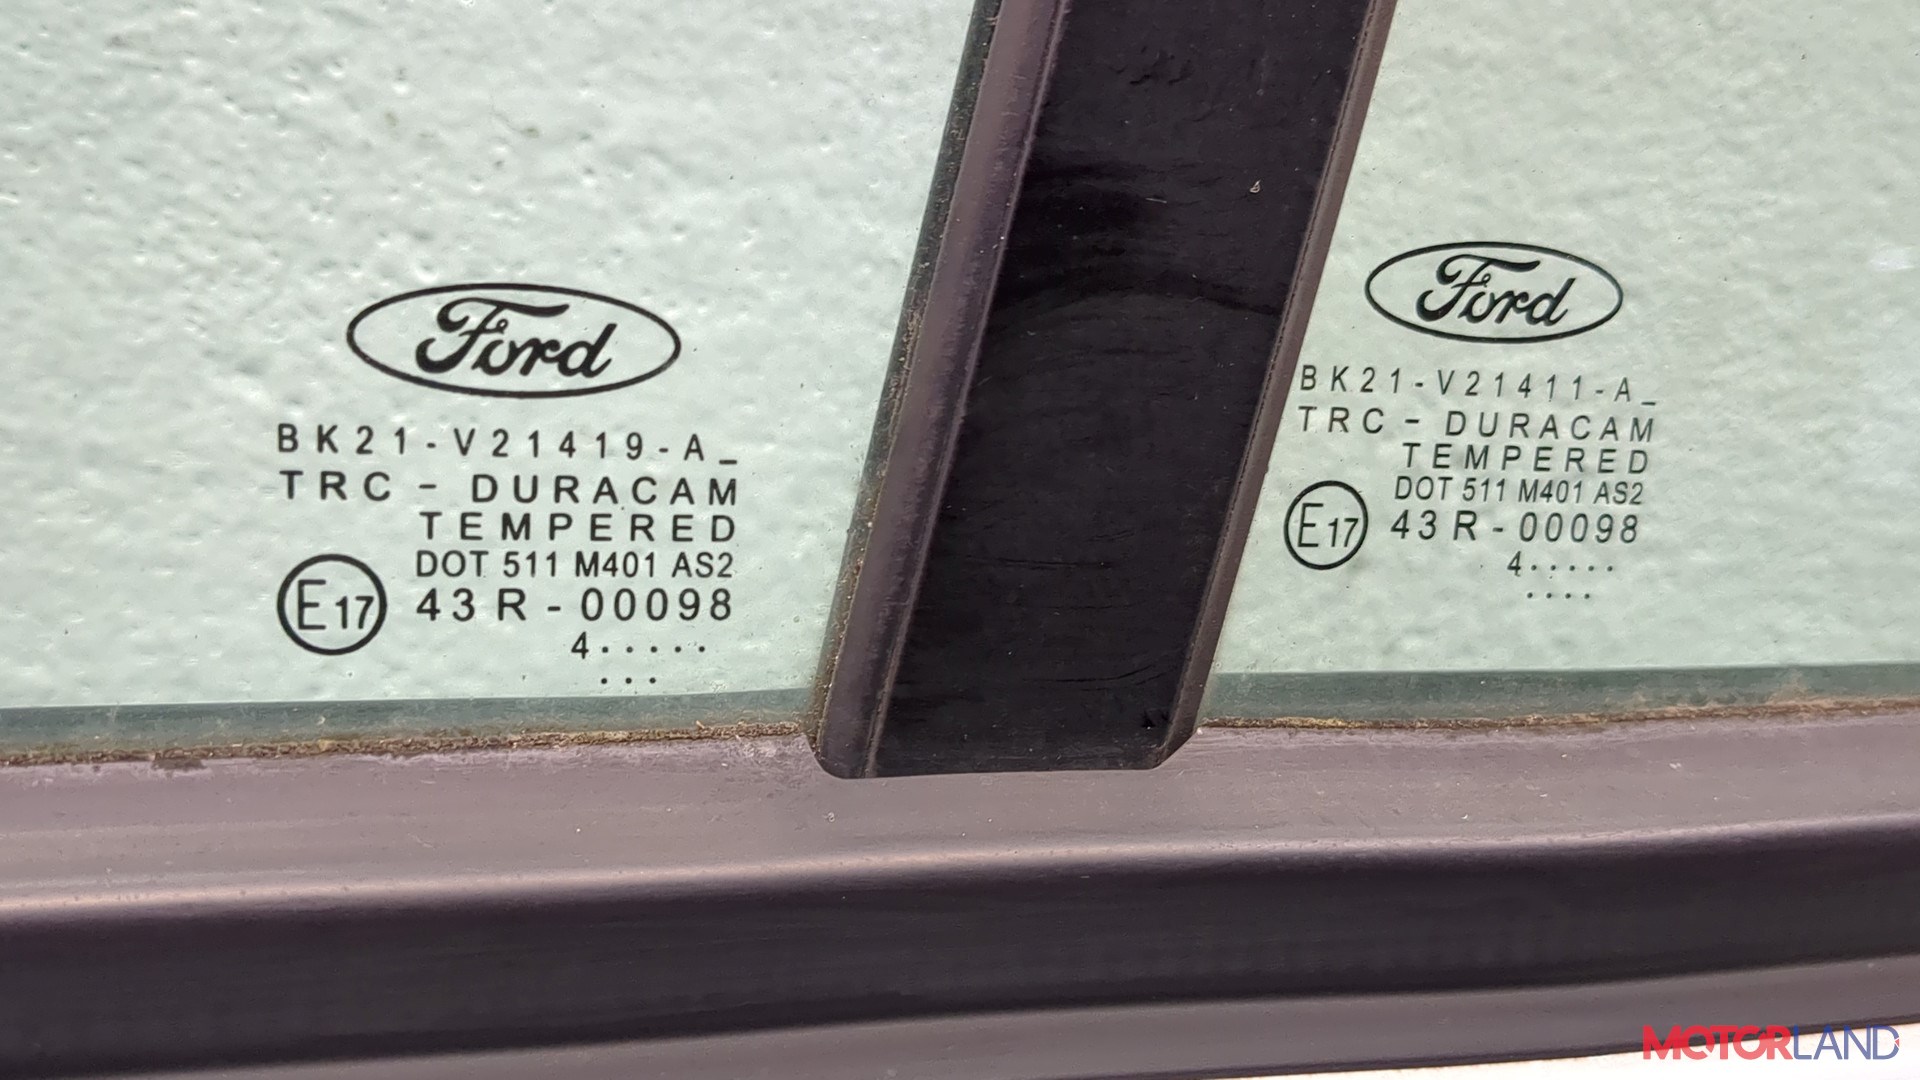 Ford
BK21-V21419-A_
TRC - DURACAM
TEMPERED
DOT 511 M401 AS2
E17 43R-00098
4.....
...
Ford
BK21-V21411-A_
TRC - DURACAM
TEMPERED
DOT 511 M401 AS2
E17 43R-00098
4.....
....
MOTORLAND